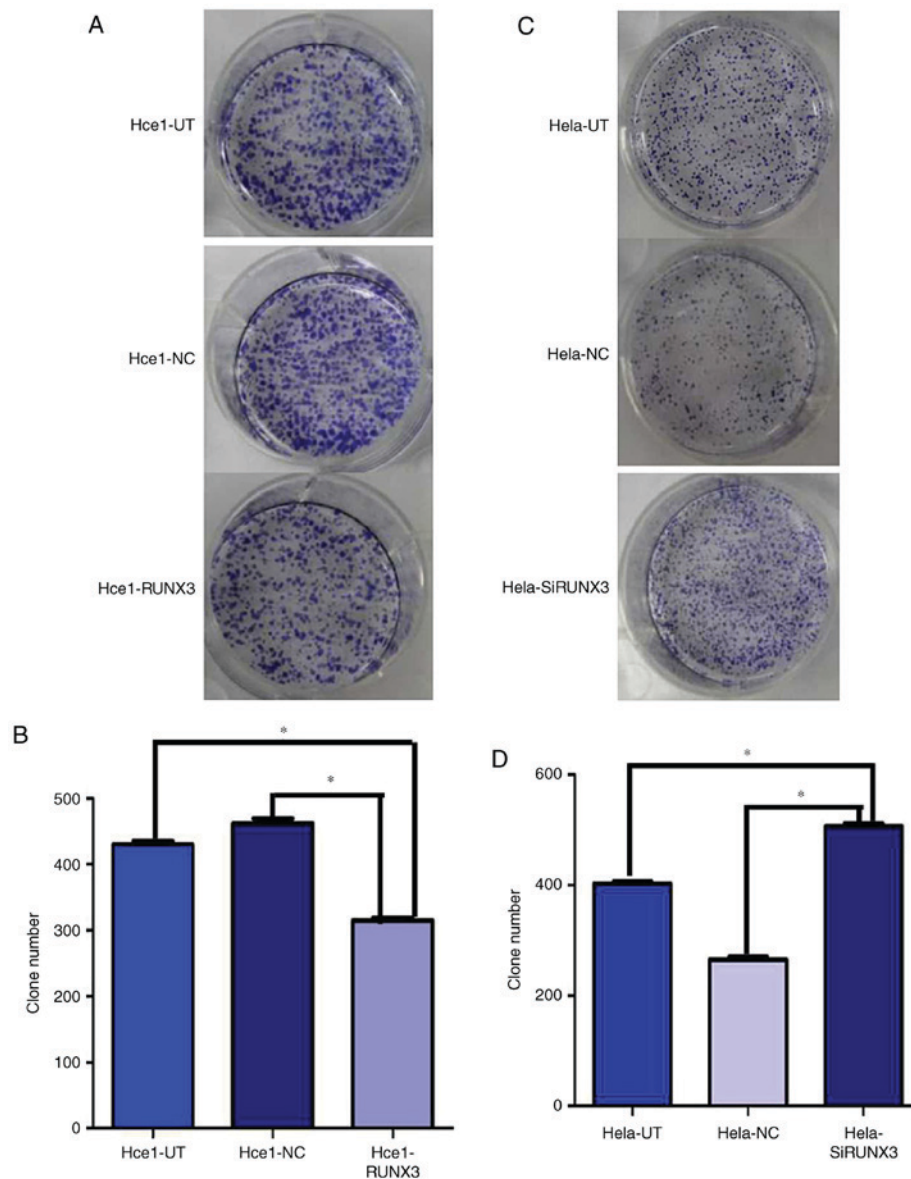 A
Hce1-UT
Hce1-NC
Hce1-RUNX3
C
Hela-UT
Hela-NC
Hela-SiRUNX3
B
*
*
500
400
300
200
100
0
Clone number
Hce1-UT
Hce1-NC
Hce1-
RUNX3
D
*
*
600
400
200
0
Clone number
Hela-UT
Hela-NC
Hela-
SiRUNX3